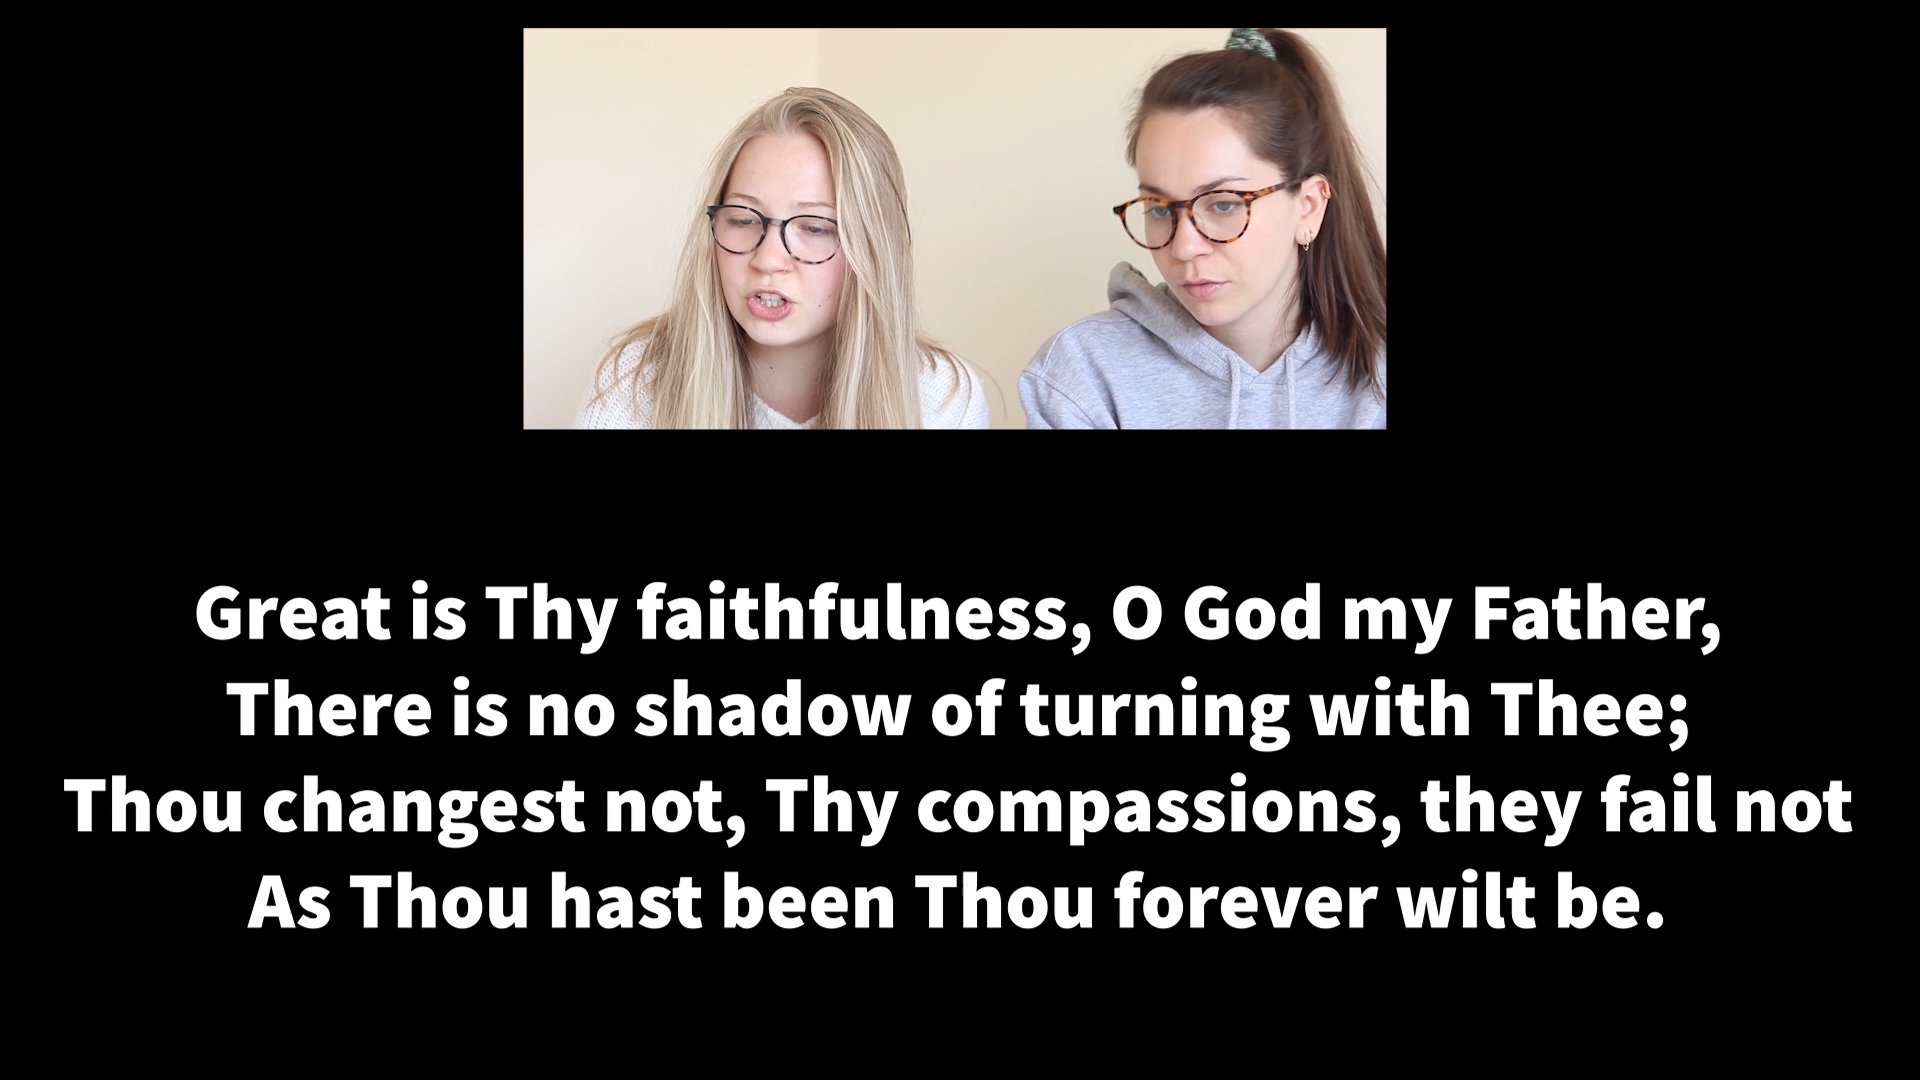 Great is Thy faithfulness, O God my Father,
There is no shadow of turning with Thee;
Thou changest not, Thy compassions, they fail not
As Thou hast been Thou forever wilt be.